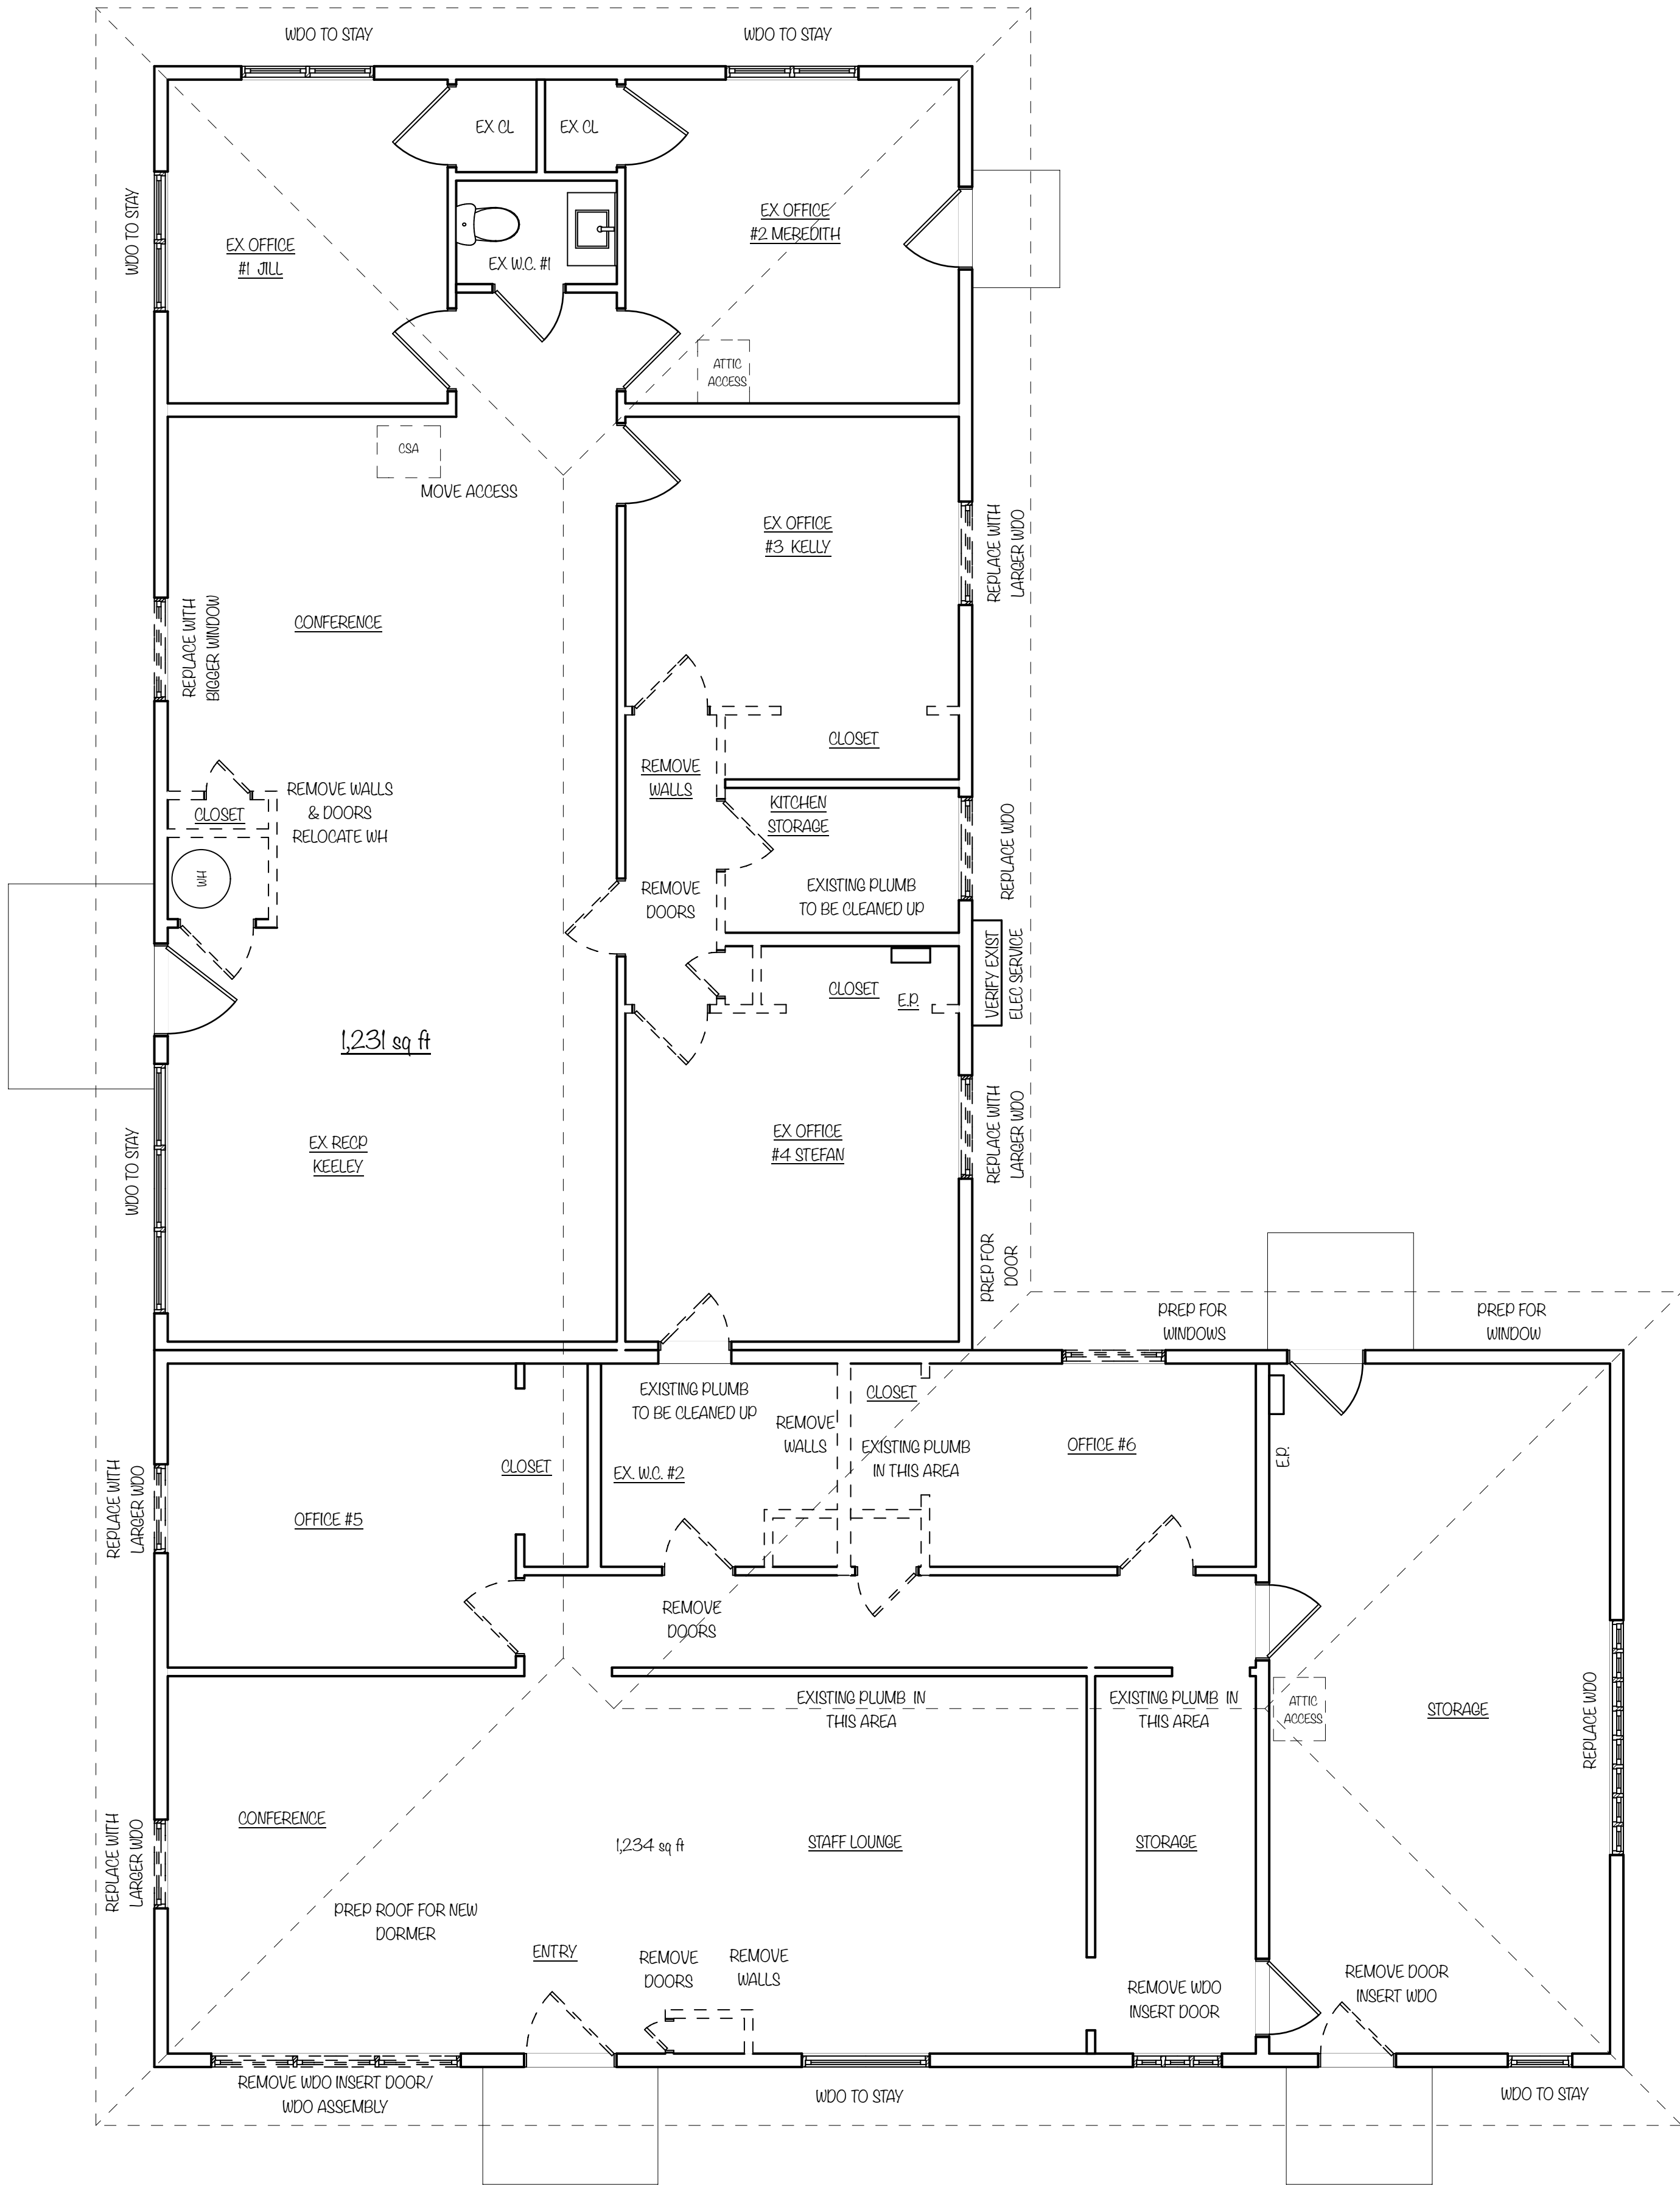 WDO TO STAY
WDO TO STAY
EX CL
EX CL
WDO TO STAY
EX OFFICE
#1 JILL
EX W.C. #1
EX OFFICE
#2 MEREDITH
ATTIC
ACCESS
CSA
MOVE ACCESS
EX OFFICE
#3 KELLY
REPLACE WITH
LARGER WDO
CONFERENCE
REPLACE WITH
BIGGER WINDOW
CLOSET
REMOVE
WALLS
REMOVE WALLS
& DOORS
RELOCATE WH
CLOSET
KITCHEN
STORAGE
REPLACE WDO
WH
REMOVE
DOORS
EXISTING PLUMB
TO BE CLEANED UP
CLOSET
E.P.
VERIFY EXIST
ELEC SERVICE
1,231 sq ft
EX RECP
KEELEY
WDO TO STAY
EX OFFICE
#4 STEFAN
REPLACE WITH
LARGER WDO
PREP FOR
DOOR
PREP FOR
WINDOWS
PREP FOR
WINDOW
EXISTING PLUMB
TO BE CLEANED UP
CLOSET
REMOVE
WALLS
EXISTING PLUMB
IN THIS AREA
OFFICE #6
E.P.
CLOSET
EX. W.C. #2
REPLACE WITH
LARGER WDO
OFFICE #5
REMOVE
DOORS
EXISTING PLUMB IN
THIS AREA
EXISTING PLUMB IN
THIS AREA
ATTIC
ACCESS
STORAGE
REPLACE WDO
CONFERENCE
1,234 sq ft
STAFF LOUNGE
STORAGE
REPLACE WITH
LARGER WDO
PREP ROOF FOR NEW
DORMER
ENTRY
REMOVE
DOORS
REMOVE
WALLS
REMOVE WDO
INSERT DOOR
REMOVE DOOR
INSERT WDO
REMOVE WDO INSERT DOOR/
WDO ASSEMBLY
WDO TO STAY
WDO TO STAY